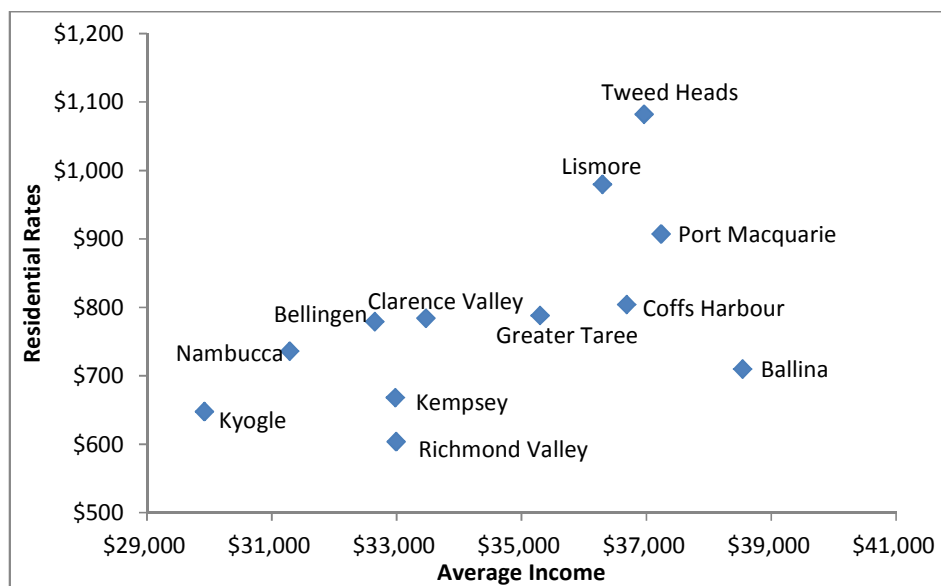 $1,200
$1,100
$1,000
$900
$800
$700
$600
$500
Residential Rates
Tweed Heads
Lismore
Port Macquarie
Clarence Valley
Bellingen
Coffs Harbour
Greater Taree
Nambucca
Ballina
Kempsey
Kyogle
Richmond Valley
$29,000 $31,000 $33,000 $35,000 $37,000 $39,000 $41,000
Average Income